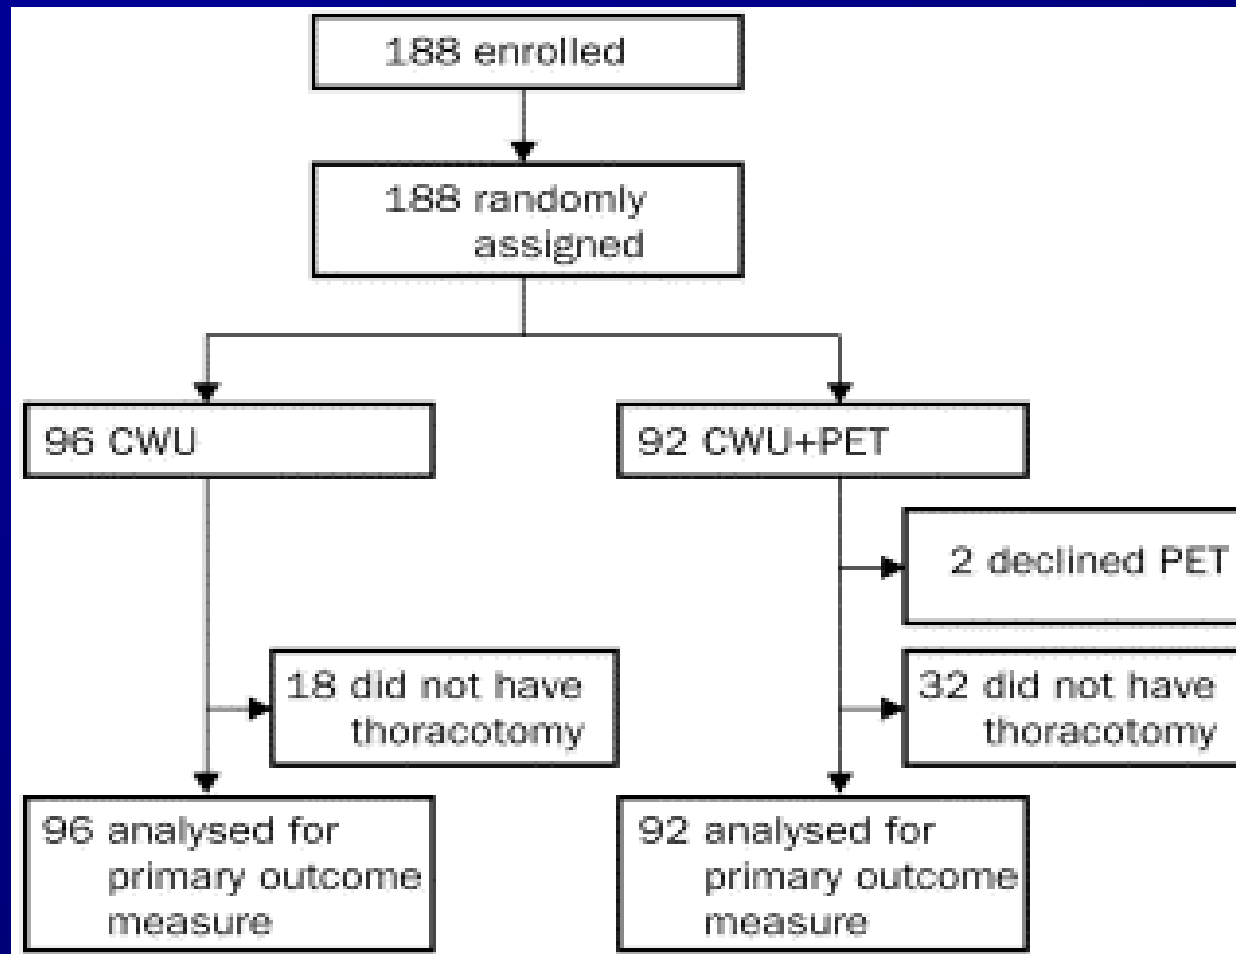 188 enrolled
188 randomly
assigned
96 CWU
92 CWU+PET
2 declined PET
18 did not have
thoracotomy
32 did not have
thoracotomy
96 analysed for
primary outcome
measure
92 analysed for
primary outcome
measure